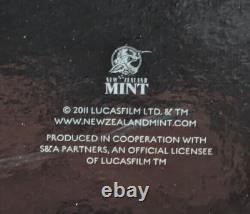 NEW ZEALAND
MINT
© 2011 LUCASFILM LTD. & TM
WWW.NEWZEALANDMINT.COM
PRODUCED IN COOPERATION WITH
S&A PARTNERS, AN OFFICIAL LICENSEE
OF LUCASFILM TM